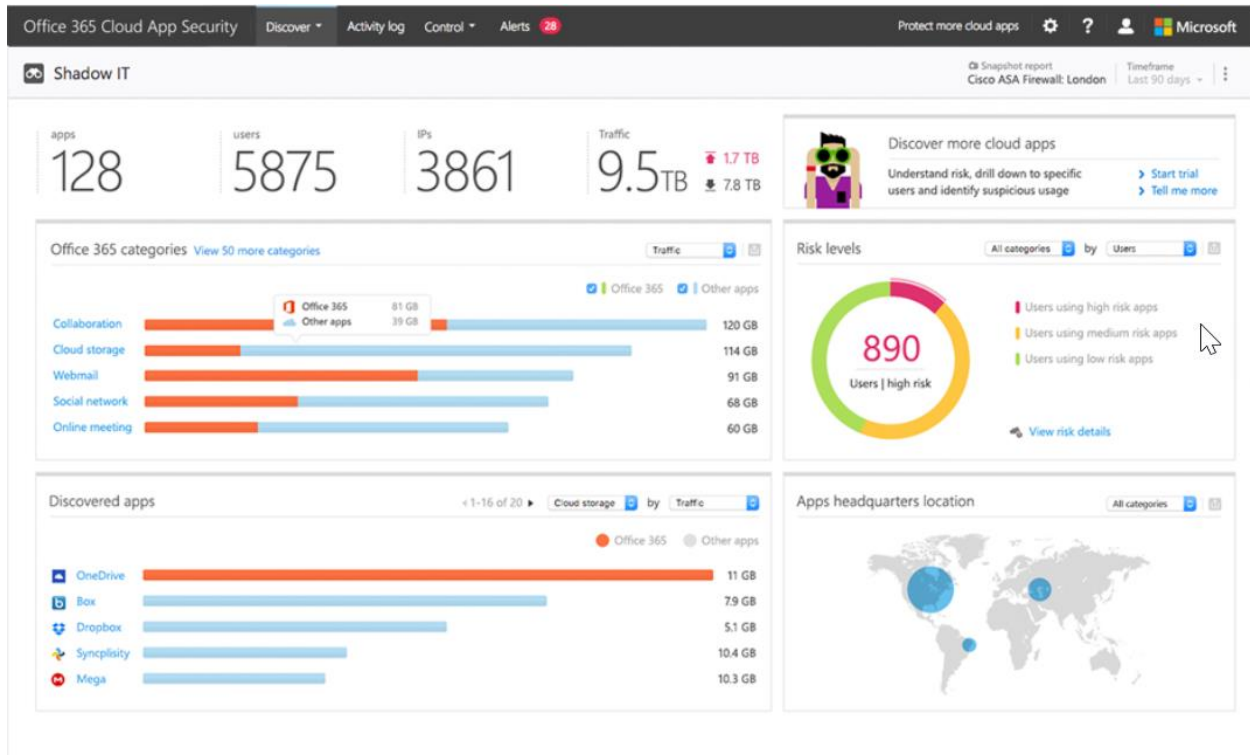 Office 365 Cloud App Security Discover Activity log Control Alerts 28 Protect more cloud apps ? Microsoft
Shadow IT
Snapshot report
Cisco ASA Firewall: London
Timeframe
Last 90 days
apps
128
users
5875
IPs
3861
Traffic
9.5TB
1.7 TB
7.8 TB
Discover more cloud apps
Understand risk, drill down to specific
users and identify suspicious usage
Start trial
Tell me more
Office 365 categories View 50 more categories
Traffic
Office 365 Other apps
Office 365 81 GB
Other apps 39 GB
Collaboration 120 GB
Cloud storage 114 GB
Webmail 91 GB
Social network 68 GB
Online meeting 60 GB
Risk levels
All categories by Users
890
Users | high risk
Users using high risk apps
Users using medium risk apps
Users using low risk apps
View risk details
Discovered apps
1-16 of 20 Cloud storage by Traffic
Office 365 Other apps
OneDrive 11 GB
Box 7.9 GB
Dropbox 5.1 GB
Syncplisity 10.4 GB
Mega 10.3 GB
Apps headquarters location
All categories